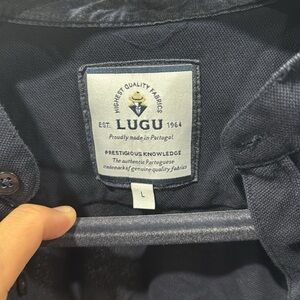 HIGHEST QUALITY FABRICS
EST. LUGU 1964
Proudly made in Portugal
PRESTIGIOUS KNOWLEDGE
The authentic Portuguese
trademark of genuine quality fabrics
L